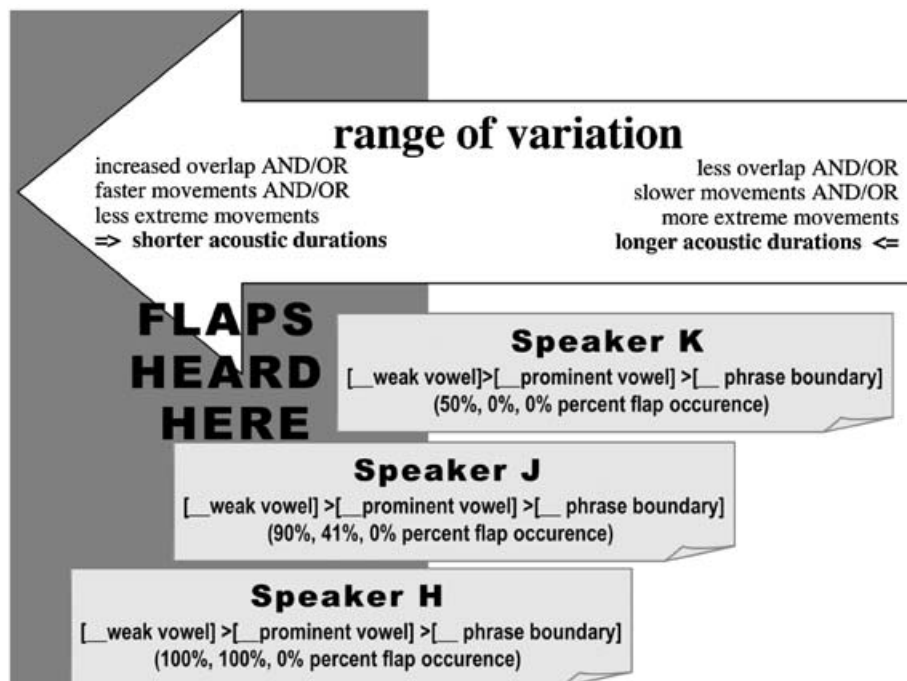 range of variation
increased overlap AND/OR
faster movements AND/OR
less extreme movements
=> shorter acoustic durations
less overlap AND/OR
slower movements AND/OR
more extreme movements
longer acoustic durations <=
FLAPS
HEARD
HERE
Speaker K
[__weak vowel]>[__prominent vowel] >[__ phrase boundary]
(50%, 0%, 0% percent flap occurence)
Speaker J
[__weak vowel] >[__prominent vowel] >[__ phrase boundary]
(90%, 41%, 0% percent flap occurence)
Speaker H
[__weak vowel] >[__prominent vowel] >[__ phrase boundary]
(100%, 100%, 0% percent flap occurence)